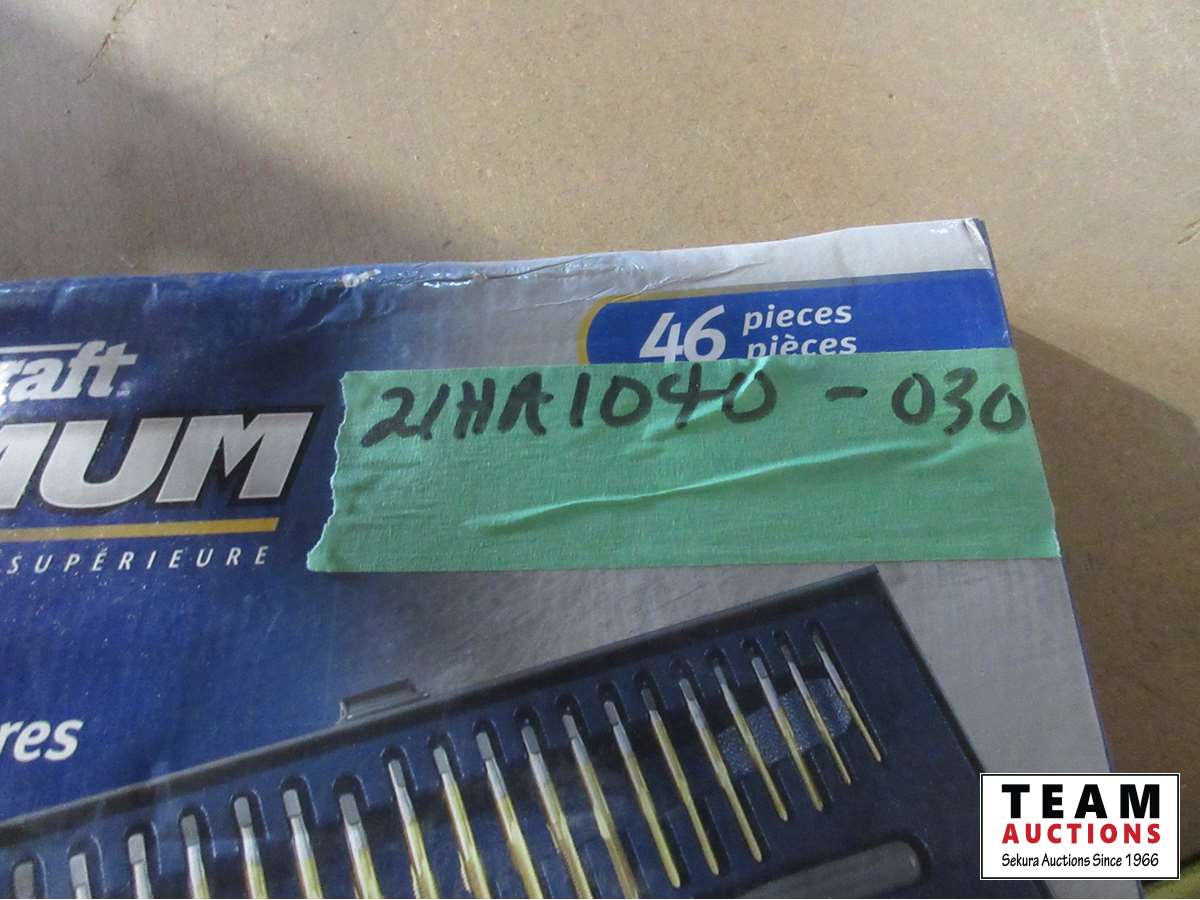 46 pieces
pièces
raft
MUM
SUPÉRIEURE
21HA1040-030
res
TEAM
AUCTIONS
Sekura Auctions Since 1966